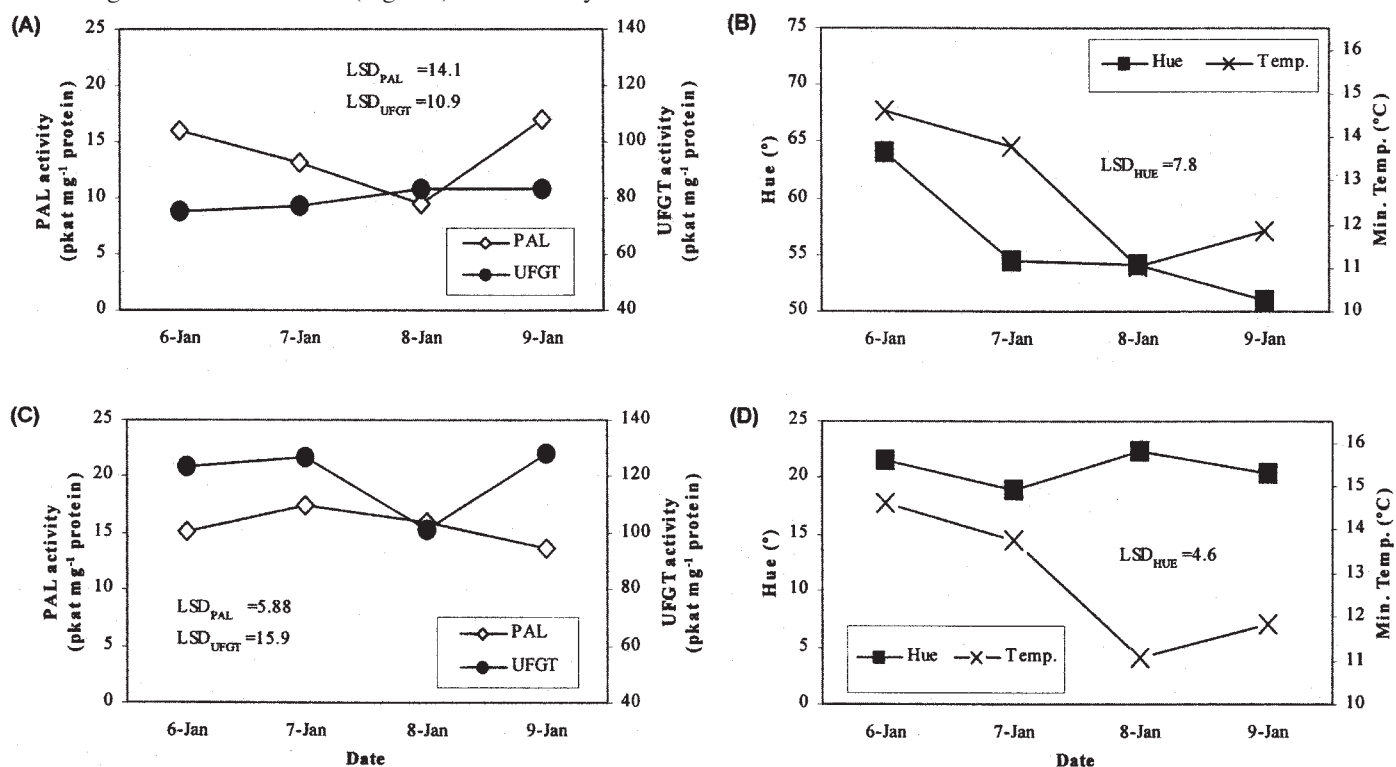 (A)
25
20
15
10
5
0
PAL activity
(pkat mg⁻¹ protein)
LSD_PAL =14.1
LSD_UFGT =10.9
PAL
UFGT
140
120
100
80
60
40
UFGT activity
(pkat mg⁻¹ protein)
6-Jan 7-Jan 8-Jan 9-Jan
(B)
75
70
65
60
55
50
Hue (°)
Hue Temp.
LSD_HUE =7.8
16
15
14
13
12
11
10
Min. Temp. (°C)
6-Jan 7-Jan 8-Jan 9-Jan
(C)
25
20
15
10
5
0
PAL activity
(pkat mg⁻¹ protein)
LSD_PAL =5.88
LSD_UFGT =15.9
PAL
UFGT
140
120
100
80
60
40
UFGT activity
(pkat mg⁻¹ protein)
6-Jan 7-Jan 8-Jan 9-Jan
Date
(D)
25
20
15
10
5
0
Hue (°)
LSD_HUE =4.6
Hue Temp.
16
15
14
13
12
11
10
Min. Temp. (°C)
6-Jan 7-Jan 8-Jan 9-Jan
Date